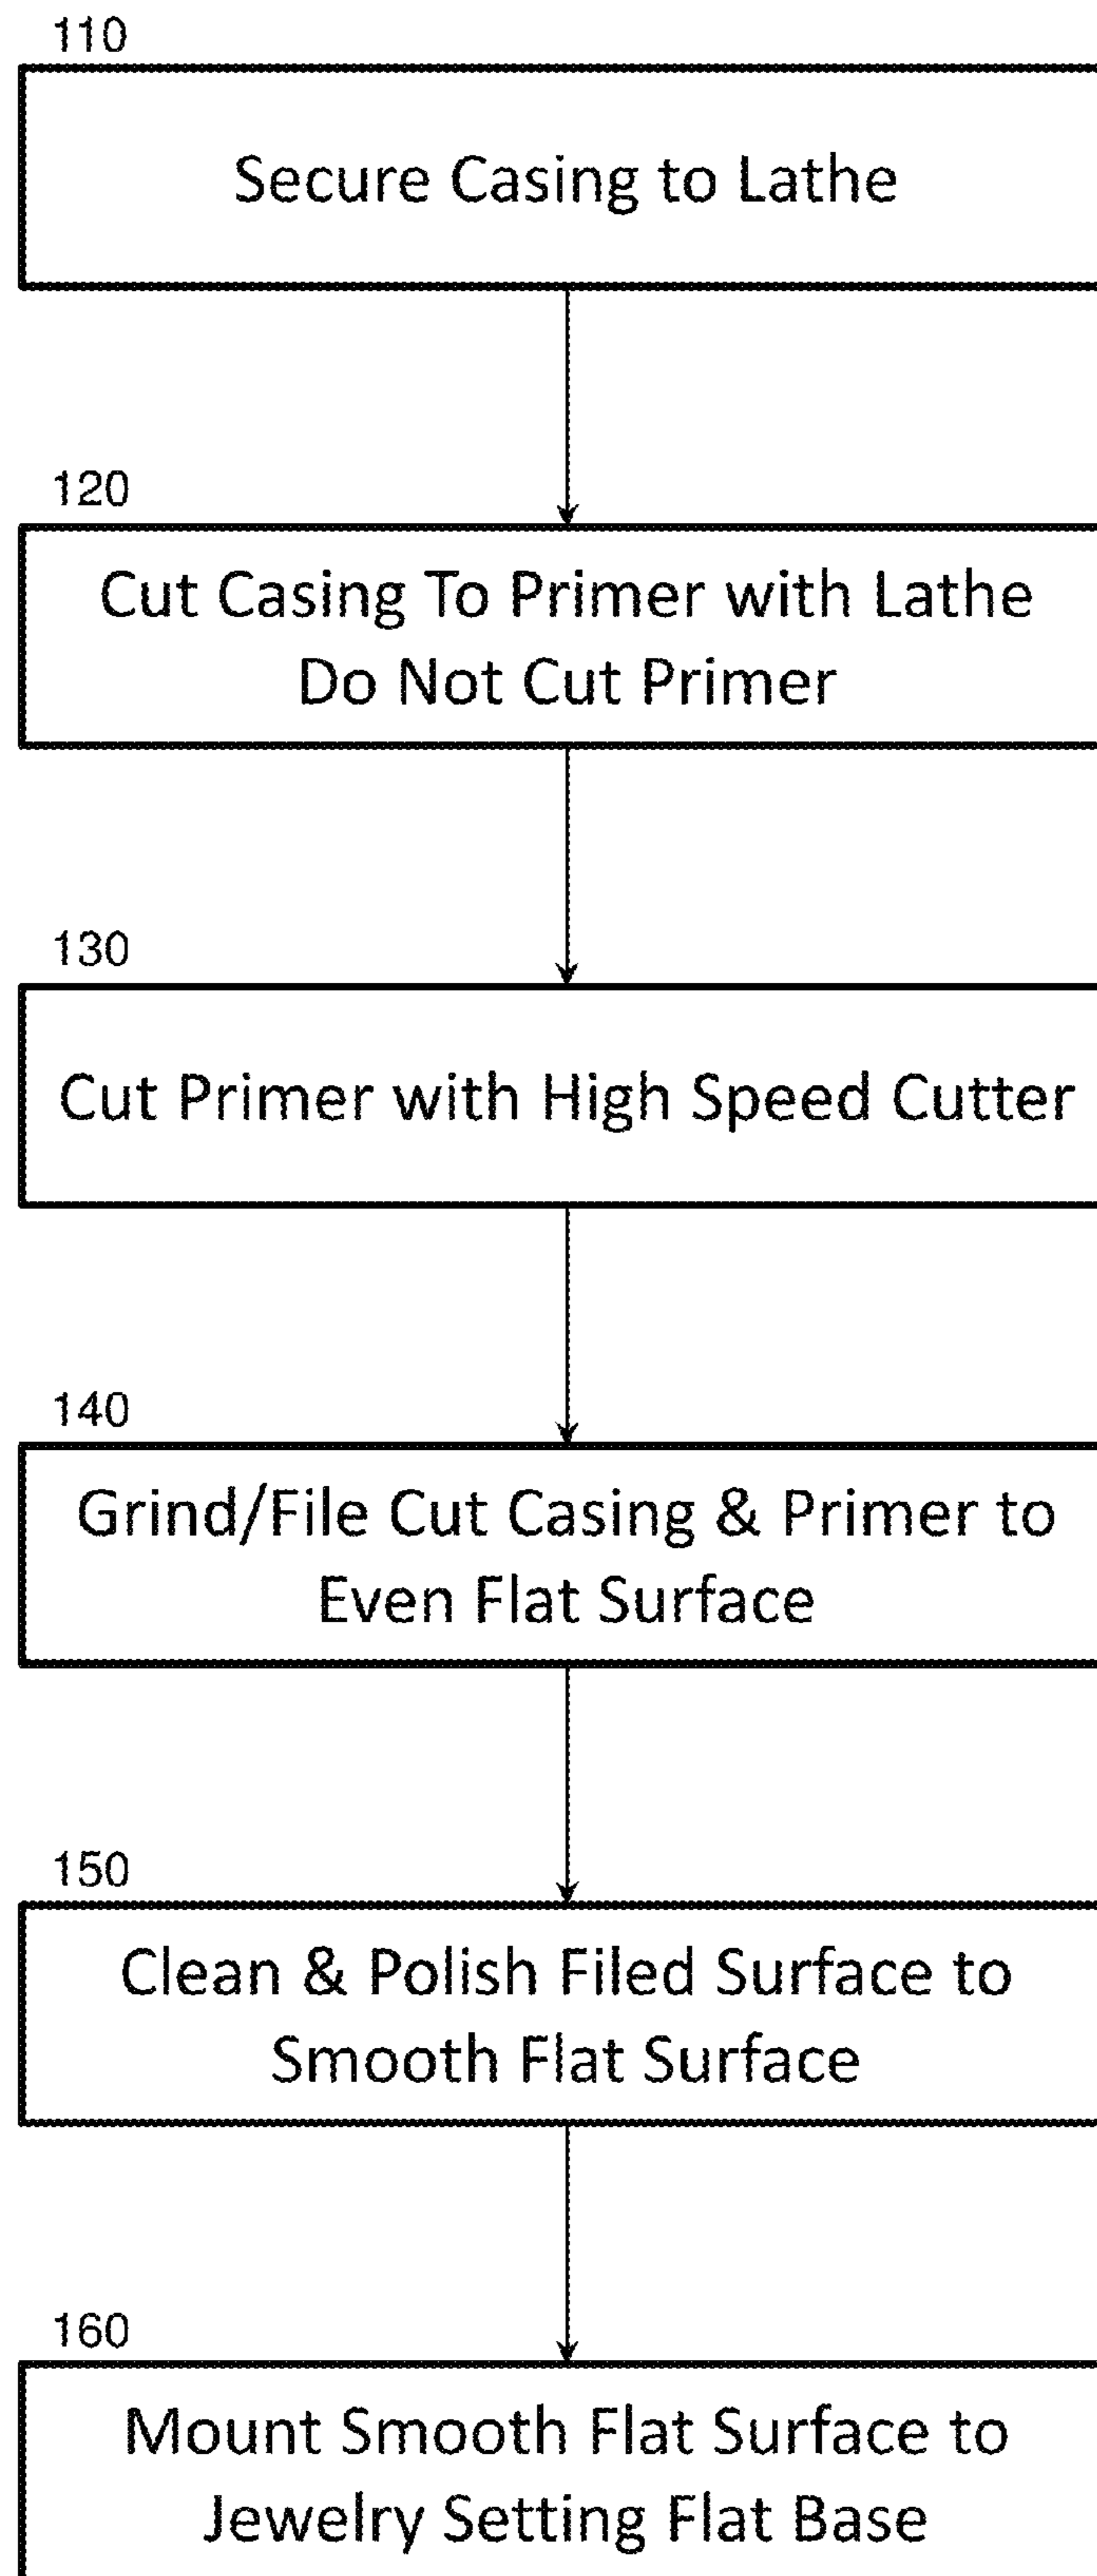 110
Secure Casing to Lathe
120
Cut Casing To Primer with Lathe
Do Not Cut Primer
130
Cut Primer with High Speed Cutter
140
Grind/File Cut Casing & Primer to
Even Flat Surface
150
Clean & Polish Filed Surface to
Smooth Flat Surface
160
Mount Smooth Flat Surface to
Jewelry Setting Flat Base